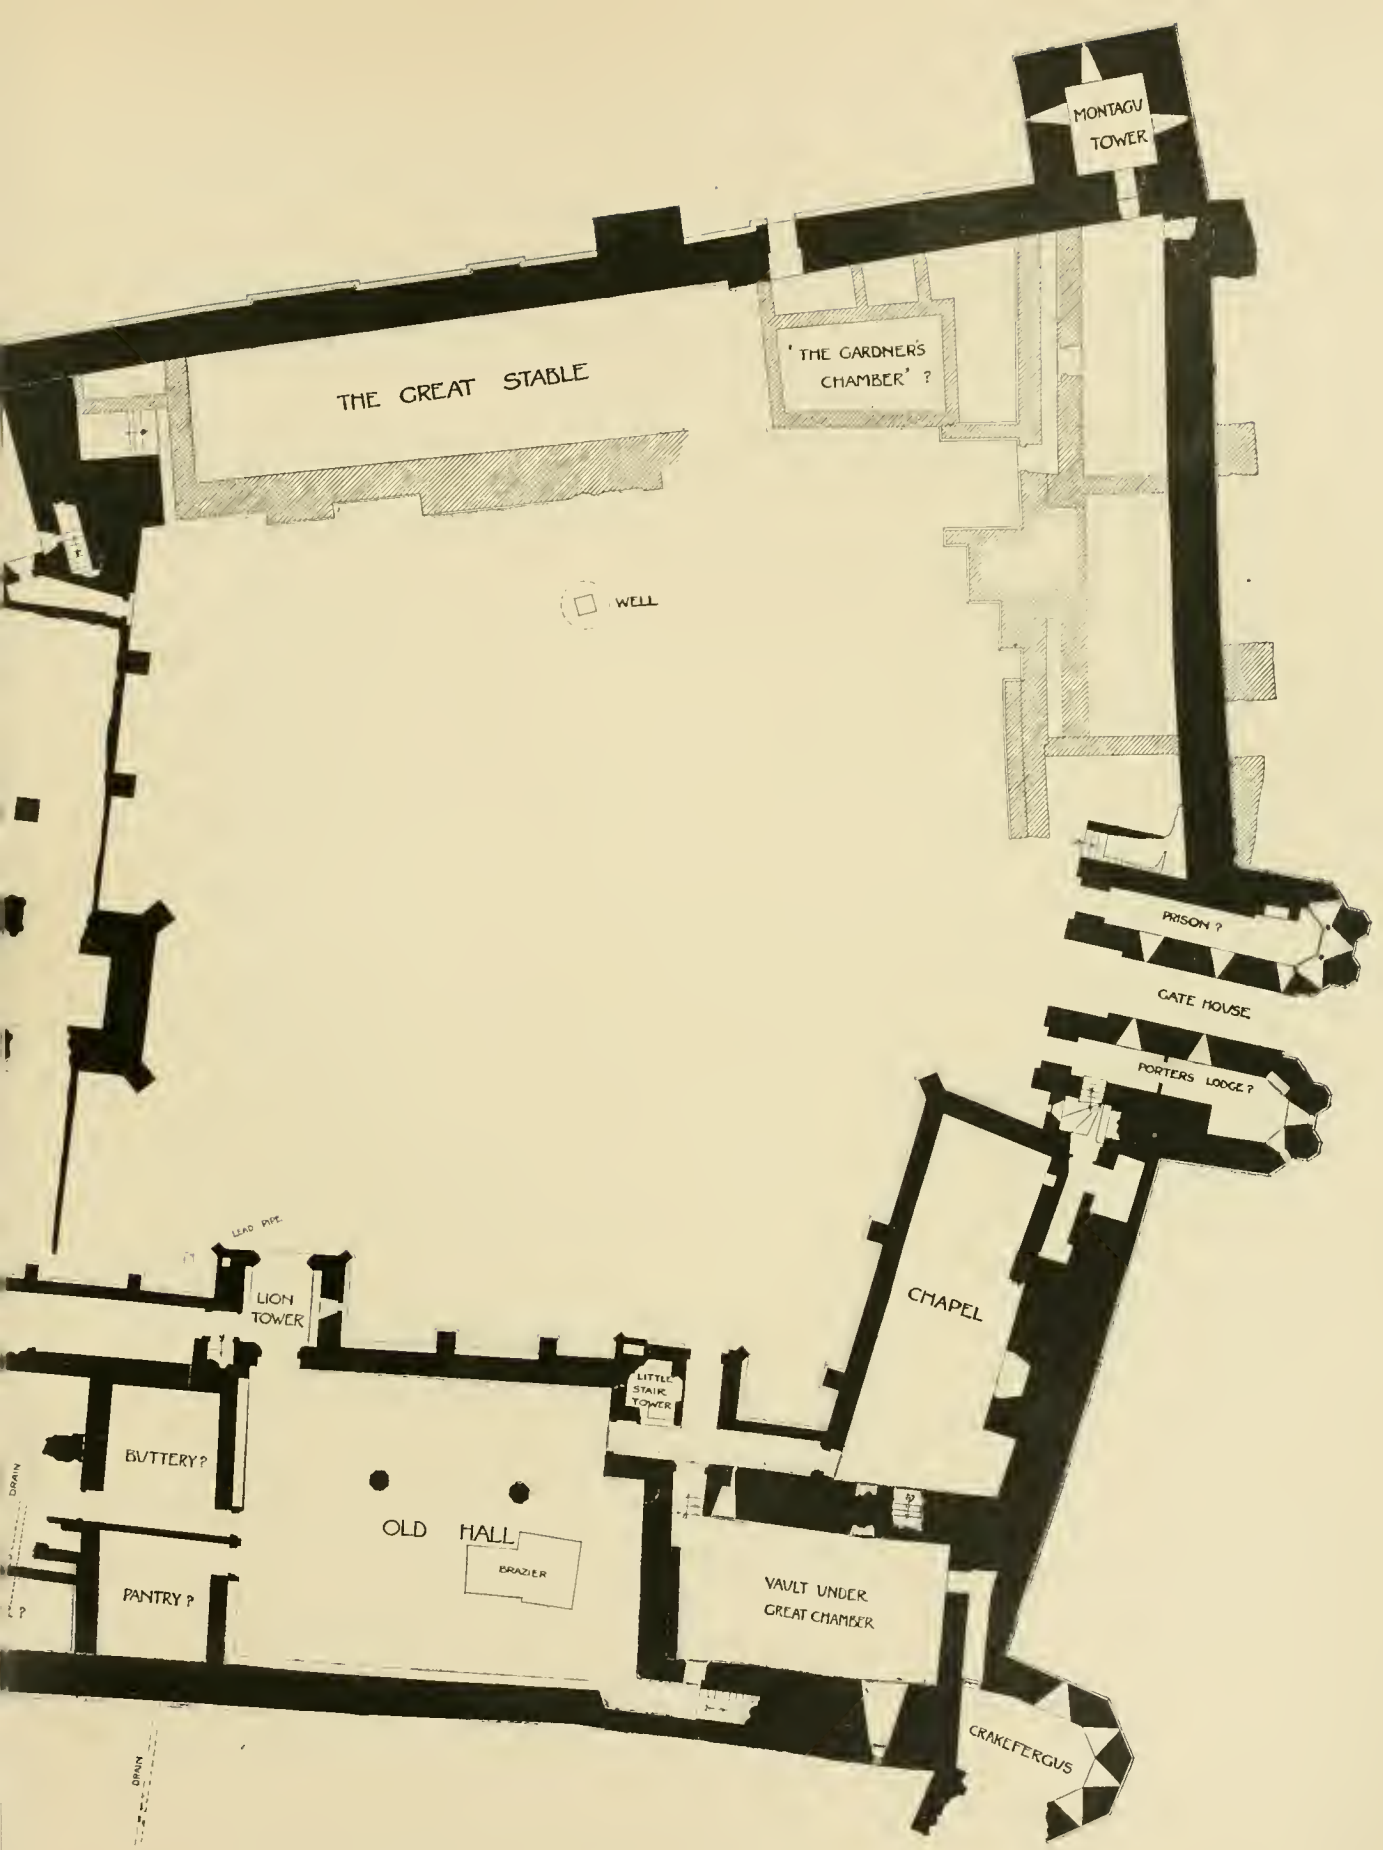 MONTAGU
TOWER
'THE GARDNER'S
CHAMBER' ?
THE GREAT STABLE
WELL
PRISON ?
GATE HOUSE
PORTERS LODGE ?
LEAD PIPE
LION
TOWER
CHAPEL
LITTLE
STAIR
TOWER
BUTTERY ?
DRAIN
OLD HALL
BRAZIER
PANTRY ?
?
VAULT UNDER
GREAT CHAMBER
CRAKEFERGUS
DRAIN